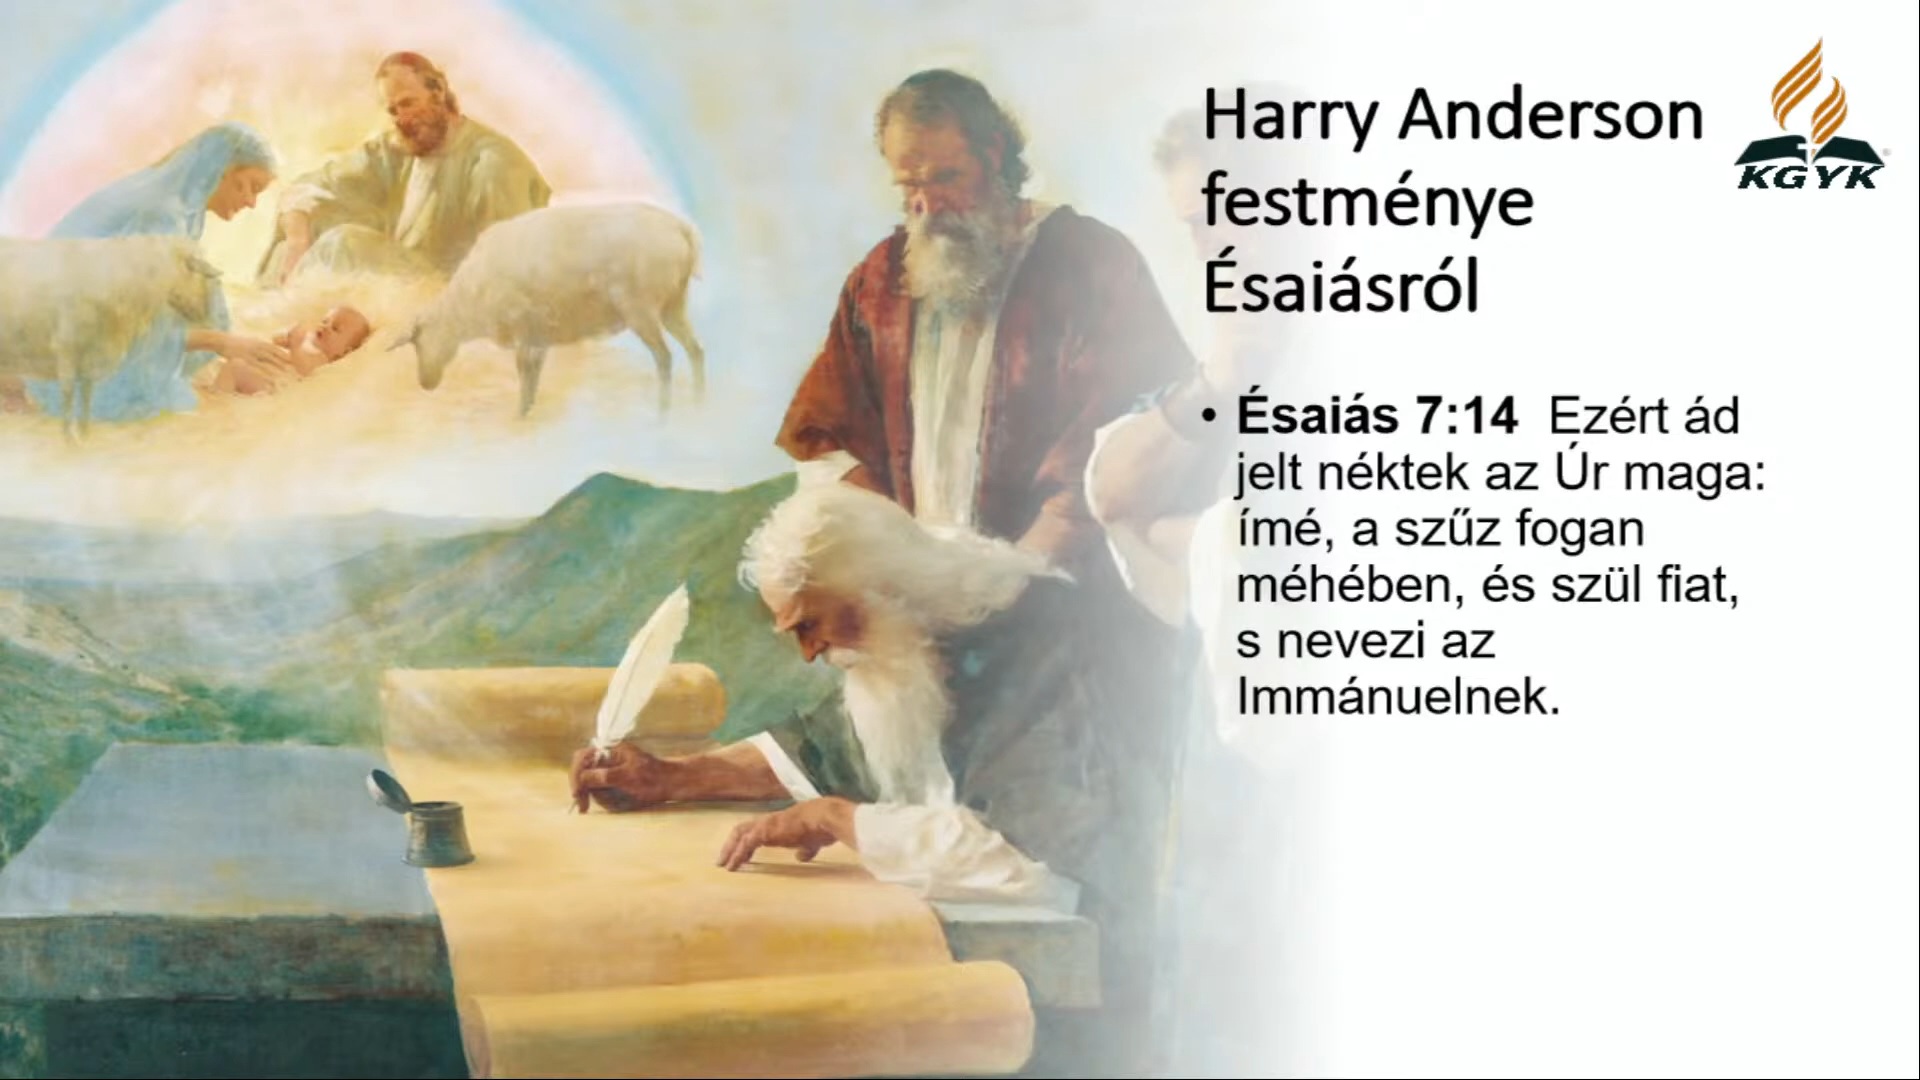 Harry Anderson
festménye
Ésaiásról
KGYK
• Ésaiás 7:14 Ezért ád
jelt néktek az Úr maga:
ímé, a szűz fogan
méhében, és szül fiat,
s nevezi az
Immánuelnek.